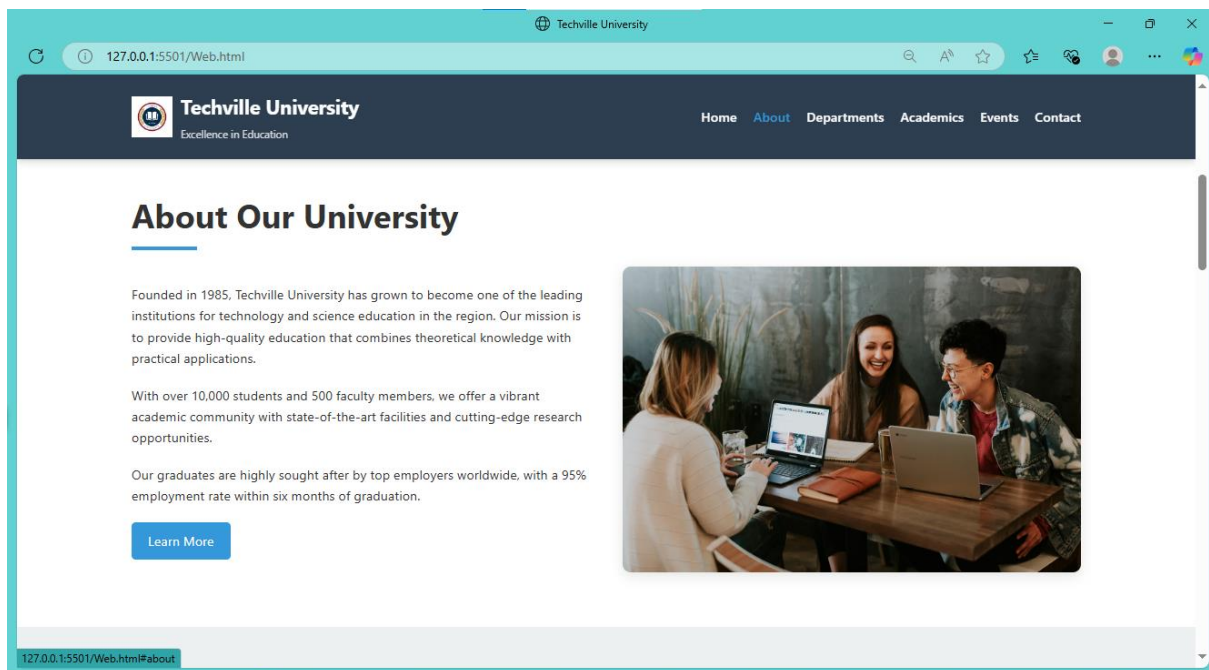 Techville University
127.0.0.1:5501/Web.html
Techville University
Excellence in Education
Home About Departments Academics Events Contact
About Our University
Founded in 1985, Techville University has grown to become one of the leading
institutions for technology and science education in the region. Our mission is
to provide high-quality education that combines theoretical knowledge with
practical applications.
With over 10,000 students and 500 faculty members, we offer a vibrant
academic community with state-of-the-art facilities and cutting-edge research
opportunities.
Our graduates are highly sought after by top employers worldwide, with a 95%
employment rate within six months of graduation.
Learn More
127.0.0.1:5501/Web.html#about